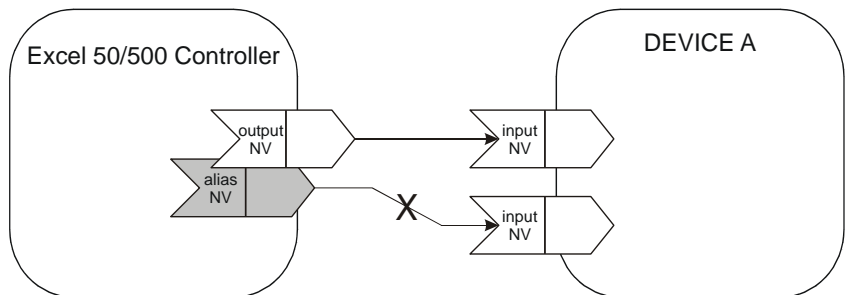 Excel 50/500 Controller
DEVICE A
output
NV
input
NV
alias
NV
X
input
NV